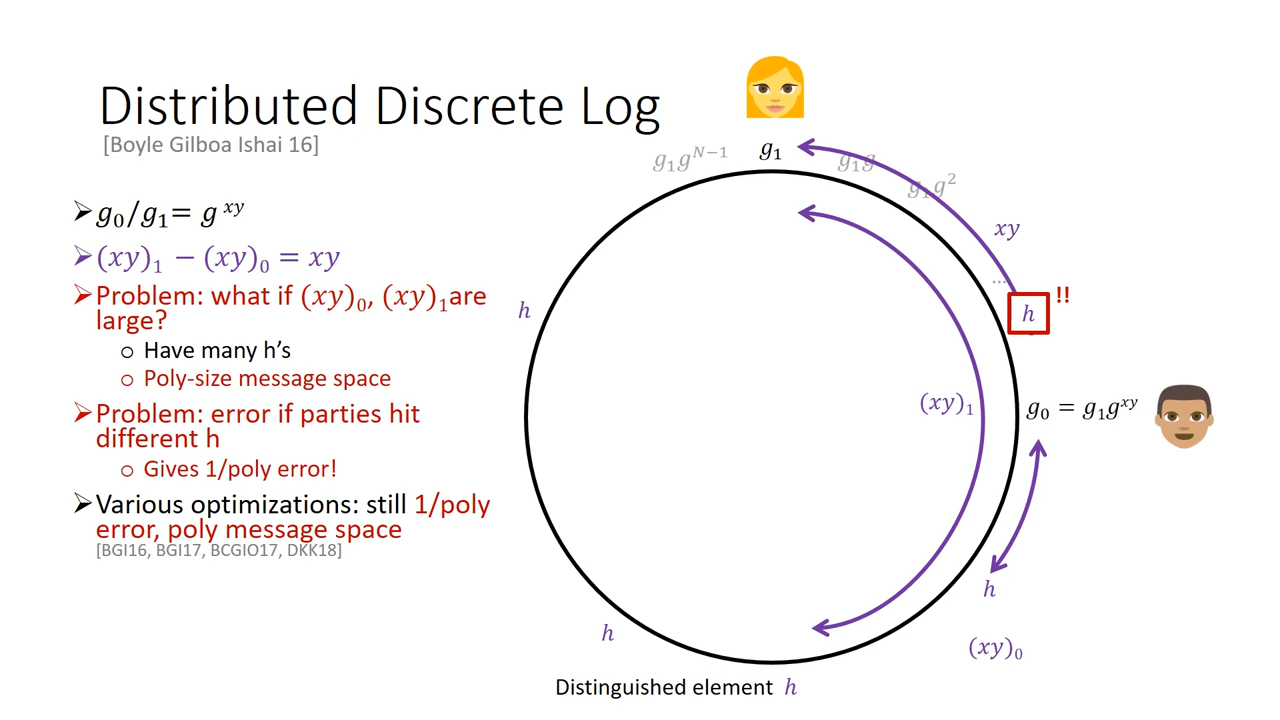 Distributed Discrete Log
[Boyle Gilboa Ishai 16]
➢g₀/g₁= g^xy
➢(xy)₁ − (xy)₀ = xy
➢Problem: what if (xy)₀, (xy)₁are
large?
o Have many h's
o Poly-size message space
➢Problem: error if parties hit
different h
o Gives 1/poly error!
➢Various optimizations: still 1/poly
error, poly message space
[BGI16, BGI17, BCGIO17, DKK18]
g₁g^N−1
g₁
g₁g
g₁g²
xy
...
h
!!
h
(xy)₁
g₀ = g₁g^xy
h
h
(xy)₀
Distinguished element h